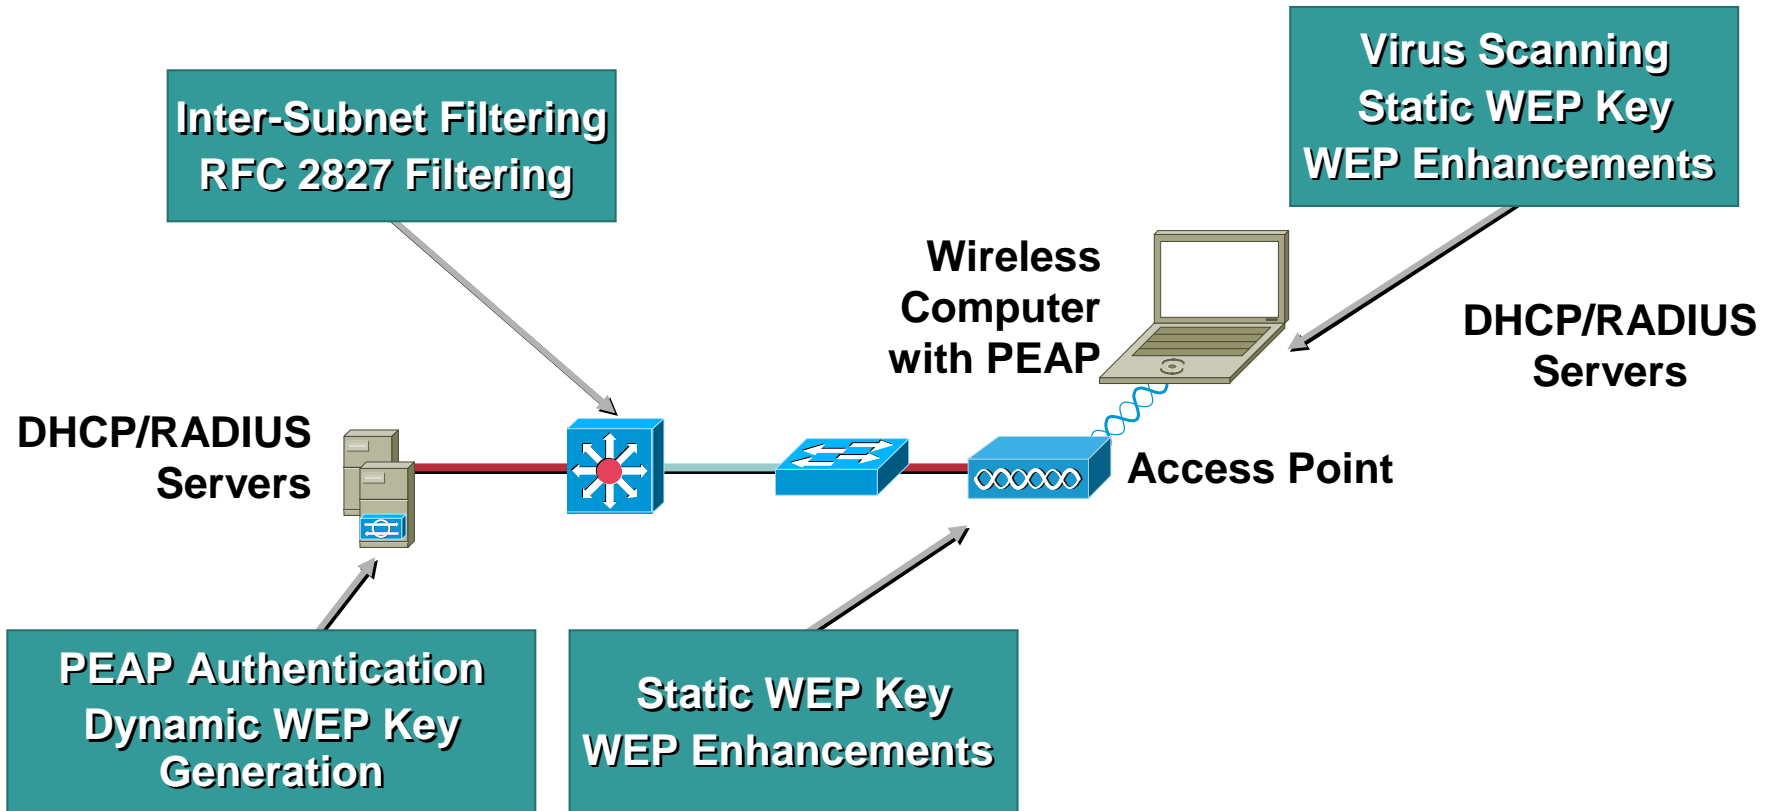 Inter-Subnet Filtering
RFC 2827 Filtering
Virus Scanning
Static WEP Key
WEP Enhancements
Wireless
Computer
with PEAP
DHCP/RADIUS
Servers
DHCP/RADIUS
Servers
Access Point
PEAP Authentication
Dynamic WEP Key
Generation
Static WEP Key
WEP Enhancements